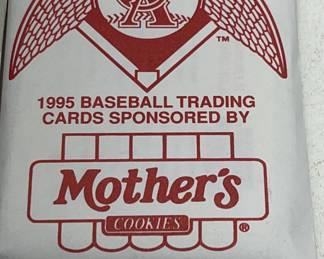 A
TM
1995 BASEBALL TRADING
CARDS SPONSORED BY
Mother's
COOKIES ®